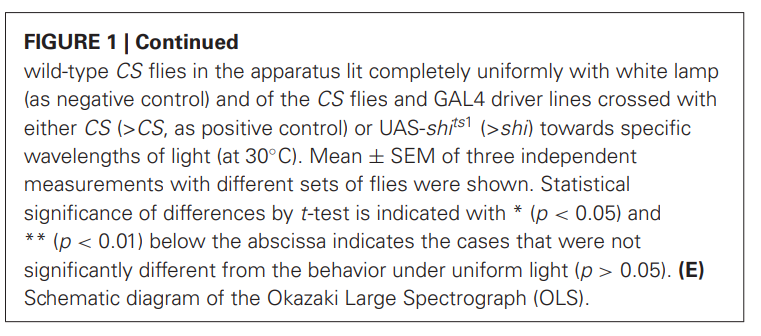 FIGURE 1 | Continued
wild-type CS flies in the apparatus lit completely uniformly with white lamp
(as negative control) and of the CS flies and GAL4 driver lines crossed with
either CS (>CS, as positive control) or UAS-shiᵗˢ¹ (>shi) towards specific
wavelengths of light (at 30°C). Mean ± SEM of three independent
measurements with different sets of flies were shown. Statistical
significance of differences by t-test is indicated with * (p < 0.05) and
** (p < 0.01) below the abscissa indicates the cases that were not
significantly different from the behavior under uniform light (p > 0.05). (E)
Schematic diagram of the Okazaki Large Spectrograph (OLS).